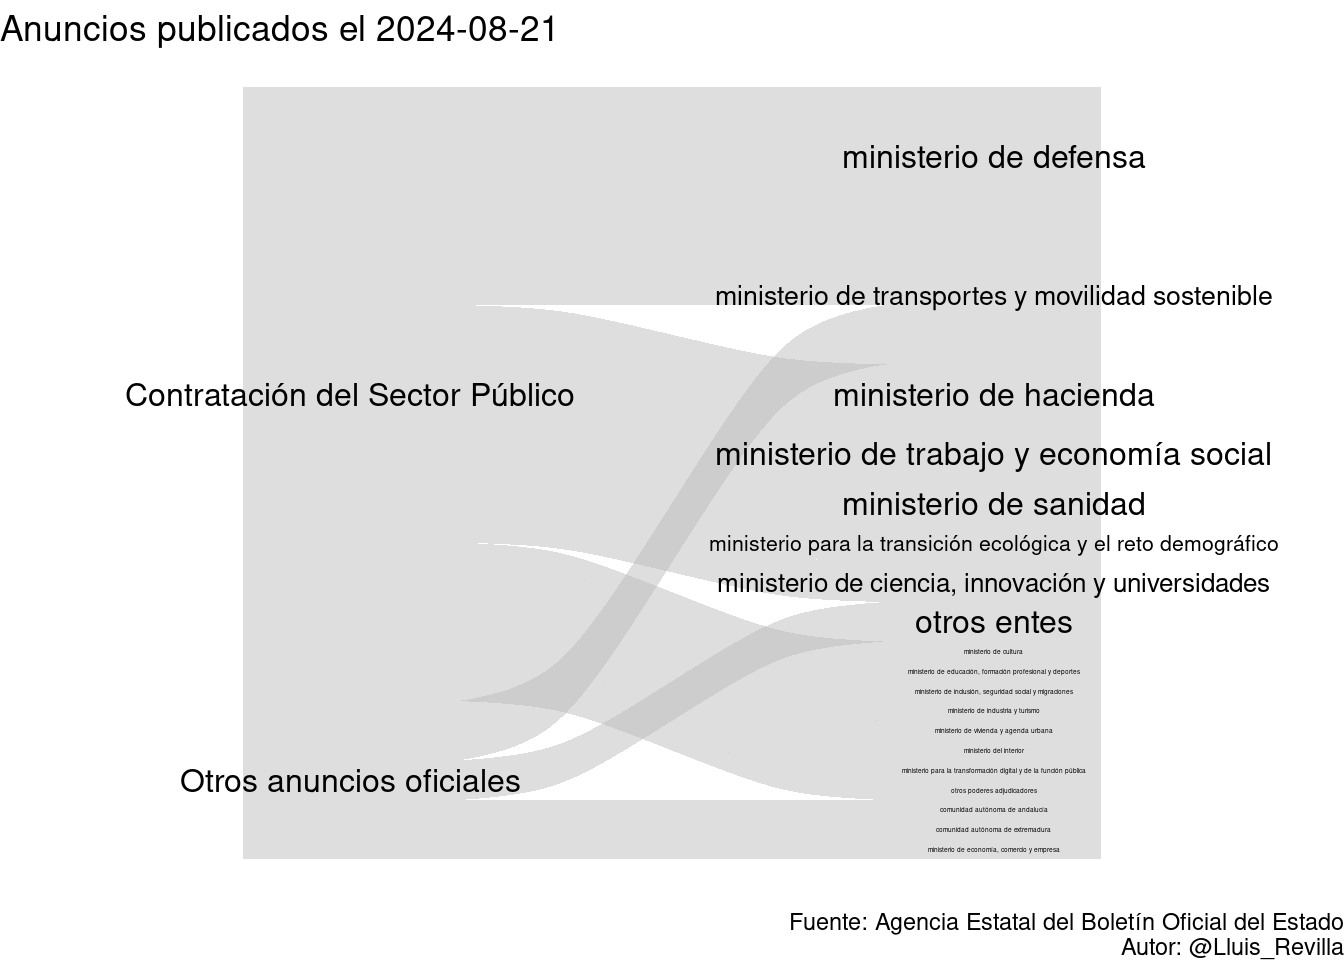 Anuncios publicados el 2024-08-21
ministerio de defensa
ministerio de transportes y movilidad sostenible
Contratación del Sector Público
ministerio de hacienda
ministerio de trabajo y economía social
ministerio de sanidad
ministerio para la transición ecológica y el reto demográfico
ministerio de ciencia, innovación y universidades
otros entes
ministerio de cultura
ministerio de educación, formación profesional y deportes
ministerio de inclusión, seguridad social y migraciones
ministerio de industria y turismo
ministerio de vivienda y agenda urbana
ministerio del interior
ministerio para la transformación digital y de la función pública
Otros anuncios oficiales
otros poderes adjudicadores
comunidad autónoma de andalucía
comunidad autónoma de extremadura
ministerio de economía, comercio y empresa
Fuente: Agencia Estatal del Boletín Oficial del Estado
Autor: @Lluis_Revilla